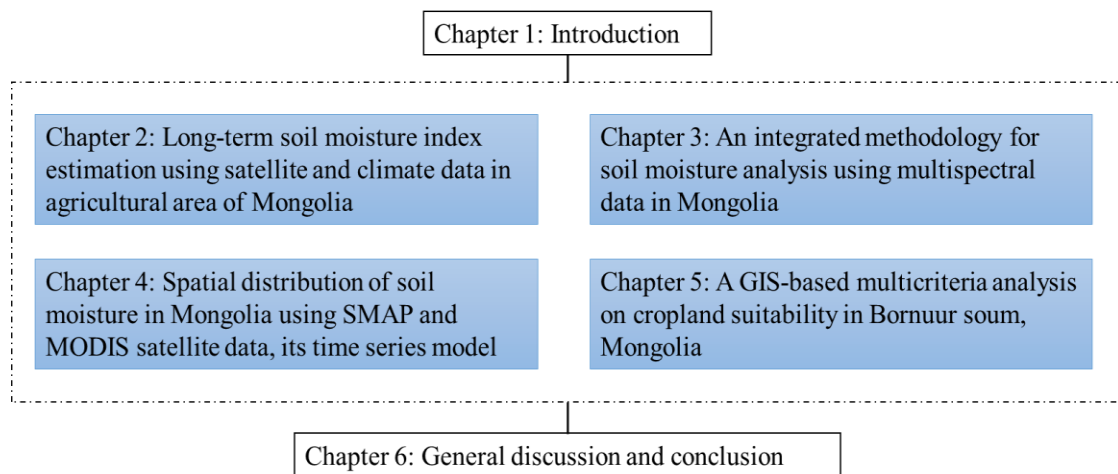 Chapter 1: Introduction
Chapter 2: Long-term soil moisture index
estimation using satellite and climate data in
agricultural area of Mongolia
Chapter 3: An integrated methodology for
soil moisture analysis using multispectral
data in Mongolia
Chapter 4: Spatial distribution of soil
moisture in Mongolia using SMAP and
MODIS satellite data, its time series model
Chapter 5: A GIS-based multicriteria analysis
on cropland suitability in Bornuur soum,
Mongolia
Chapter 6: General discussion and conclusion